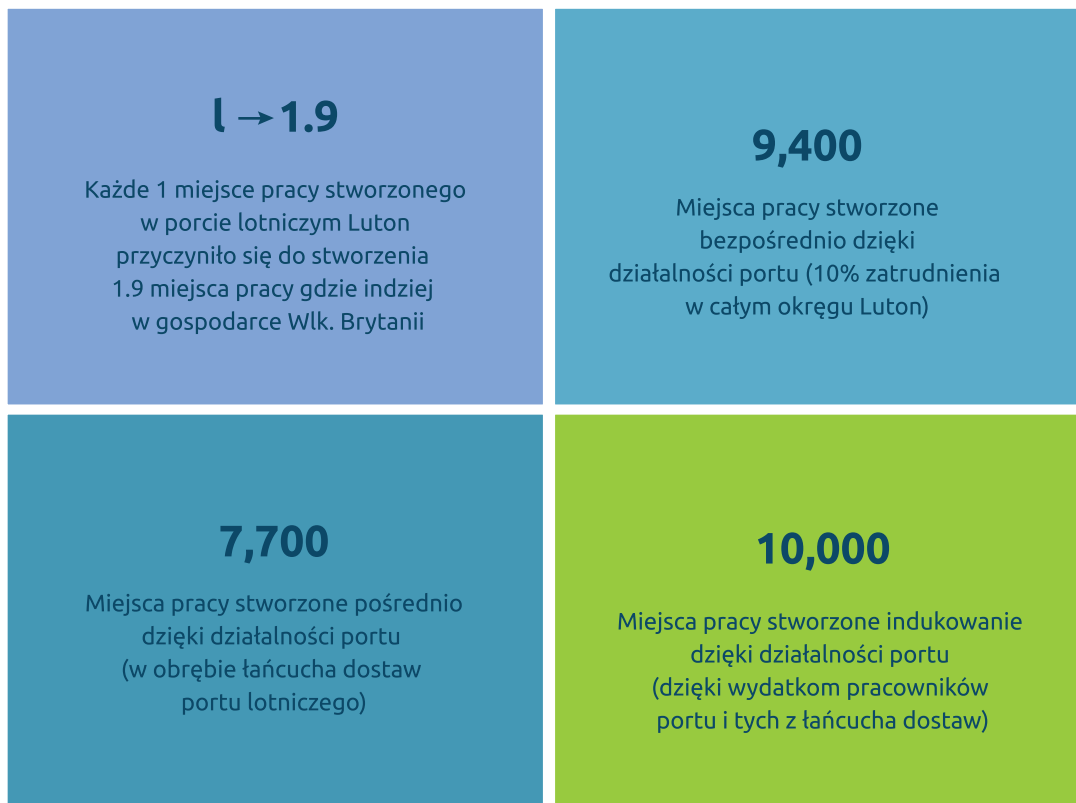 l → 1.9
Każde 1 miejsce pracy stworzonego
w porcie lotniczym Luton
przyczyniło się do stworzenia
1.9 miejsca pracy gdzie indziej
w gospodarce Wlk. Brytanii
9,400
Miejsca pracy stworzone
bezpośrednio dzięki
działalności portu (10% zatrudnienia
w całym okręgu Luton)
7,700
Miejsca pracy stworzone pośrednio
dzięki działalności portu
(w obrębie łańcucha dostaw
portu lotniczego)
10,000
Miejsca pracy stworzone indukowanie
dzięki działalności portu
(dzięki wydatkom pracowników
portu i tych z łańcucha dostaw)